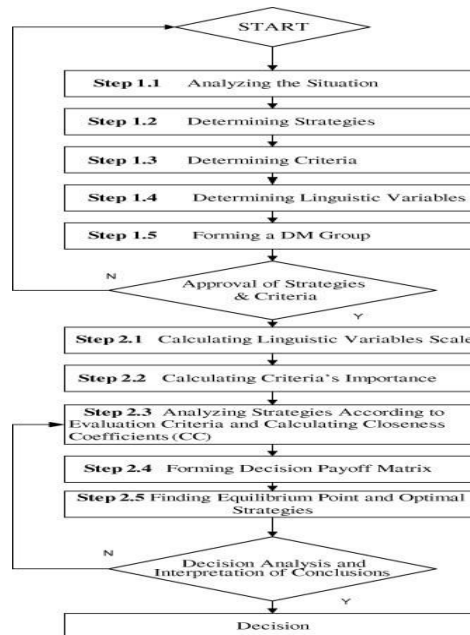 START
Step 1.1 Analyzing the Situation
Step 1.2 Determining Strategies
Step 1.3 Determining Criteria
Step 1.4 Determining Linguistic Variables
Step 1.5 Forming a DM Group
N
Approval of Strategies
& Criteria
Y
Step 2.1 Calculating Linguistic Variables Scale
Step 2.2 Calculating Criteria's Importance
Step 2.3 Analyzing Strategies According to
Evaluation Criteria and Calculating Closeness
Coefficients (CC)
Step 2.4 Forming Decision Payoff Matrix
Step 2.5 Finding Equilibrium Point and Optimal
Strategies
N
Decision Analysis and
Interpretation of Conclusions
Y
Decision